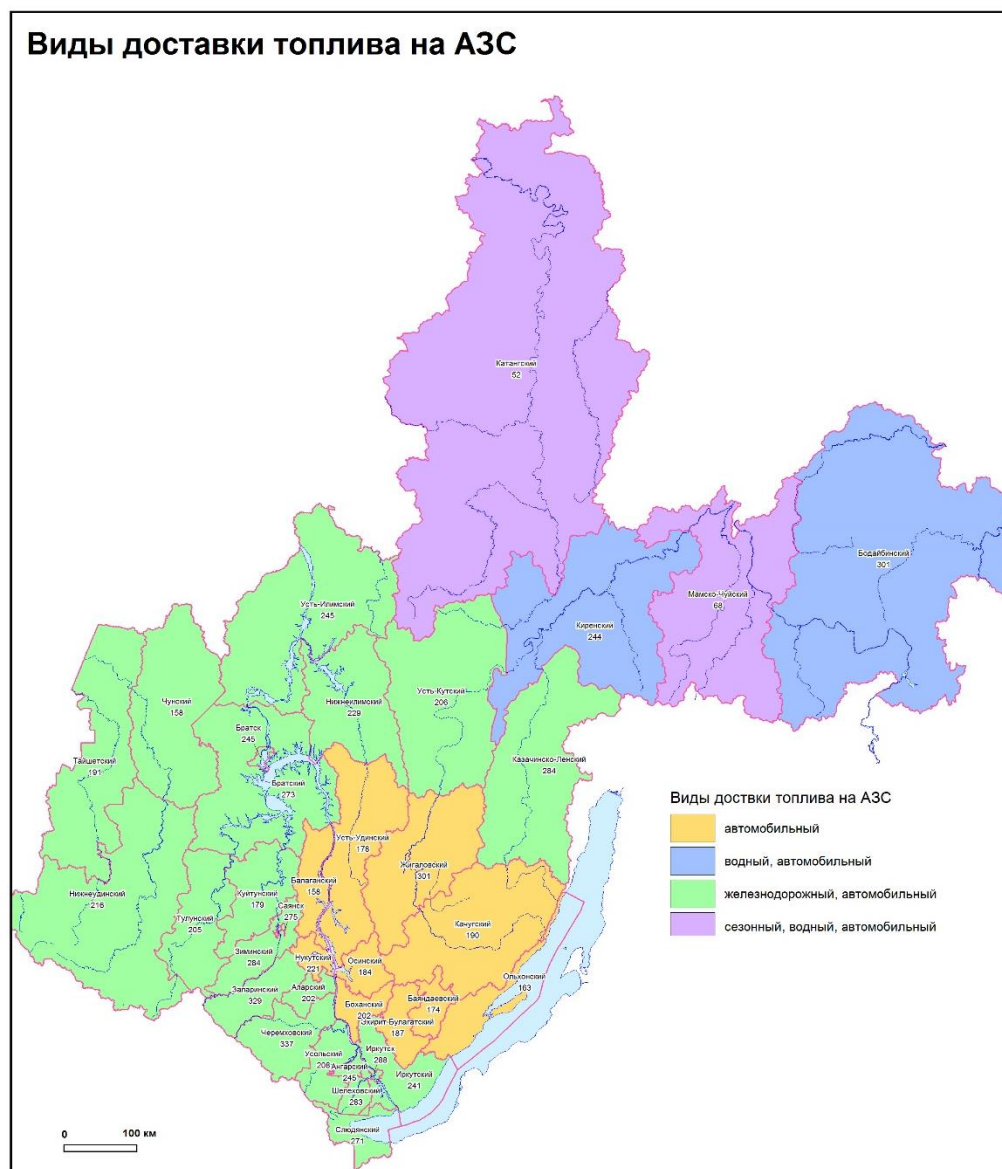 Виды доставки топлива на АЗС
Катангский
52
Бодайбинский
301
Мамско-Чуйский
68
Киренский
244
Усть-Илимский
245
Усть-Кутский
206
Нижнеилимский
229
Чунский
158
Братск
245
Тайшетский
191
Казачинско-Ленский
284
Братский
273
Усть-Удинский
178
Жигаловский
301
Балаганский
158
Нижнеудинский
216
Куйтунский
179
Саянск
275
Тулунский
205
Качугский
190
Зиминский
284
Нукутский
221
Осинский
184
Ольхонский
163
Заларинский
329
Аларский
202
Баяндаевский
174
Боханский
202
Эхирит-Булагатский
187
Черемховский
337
Иркутск
288
Усольский
208
Ангарский
245
Иркутский
241
Шелеховский
283
Слюдянский
271
Виды доствки топлива на АЗС
автомобильный
водный, автомобильный
железнодорожный, автомобильный
сезонный, водный, автомобильный
0 100 км